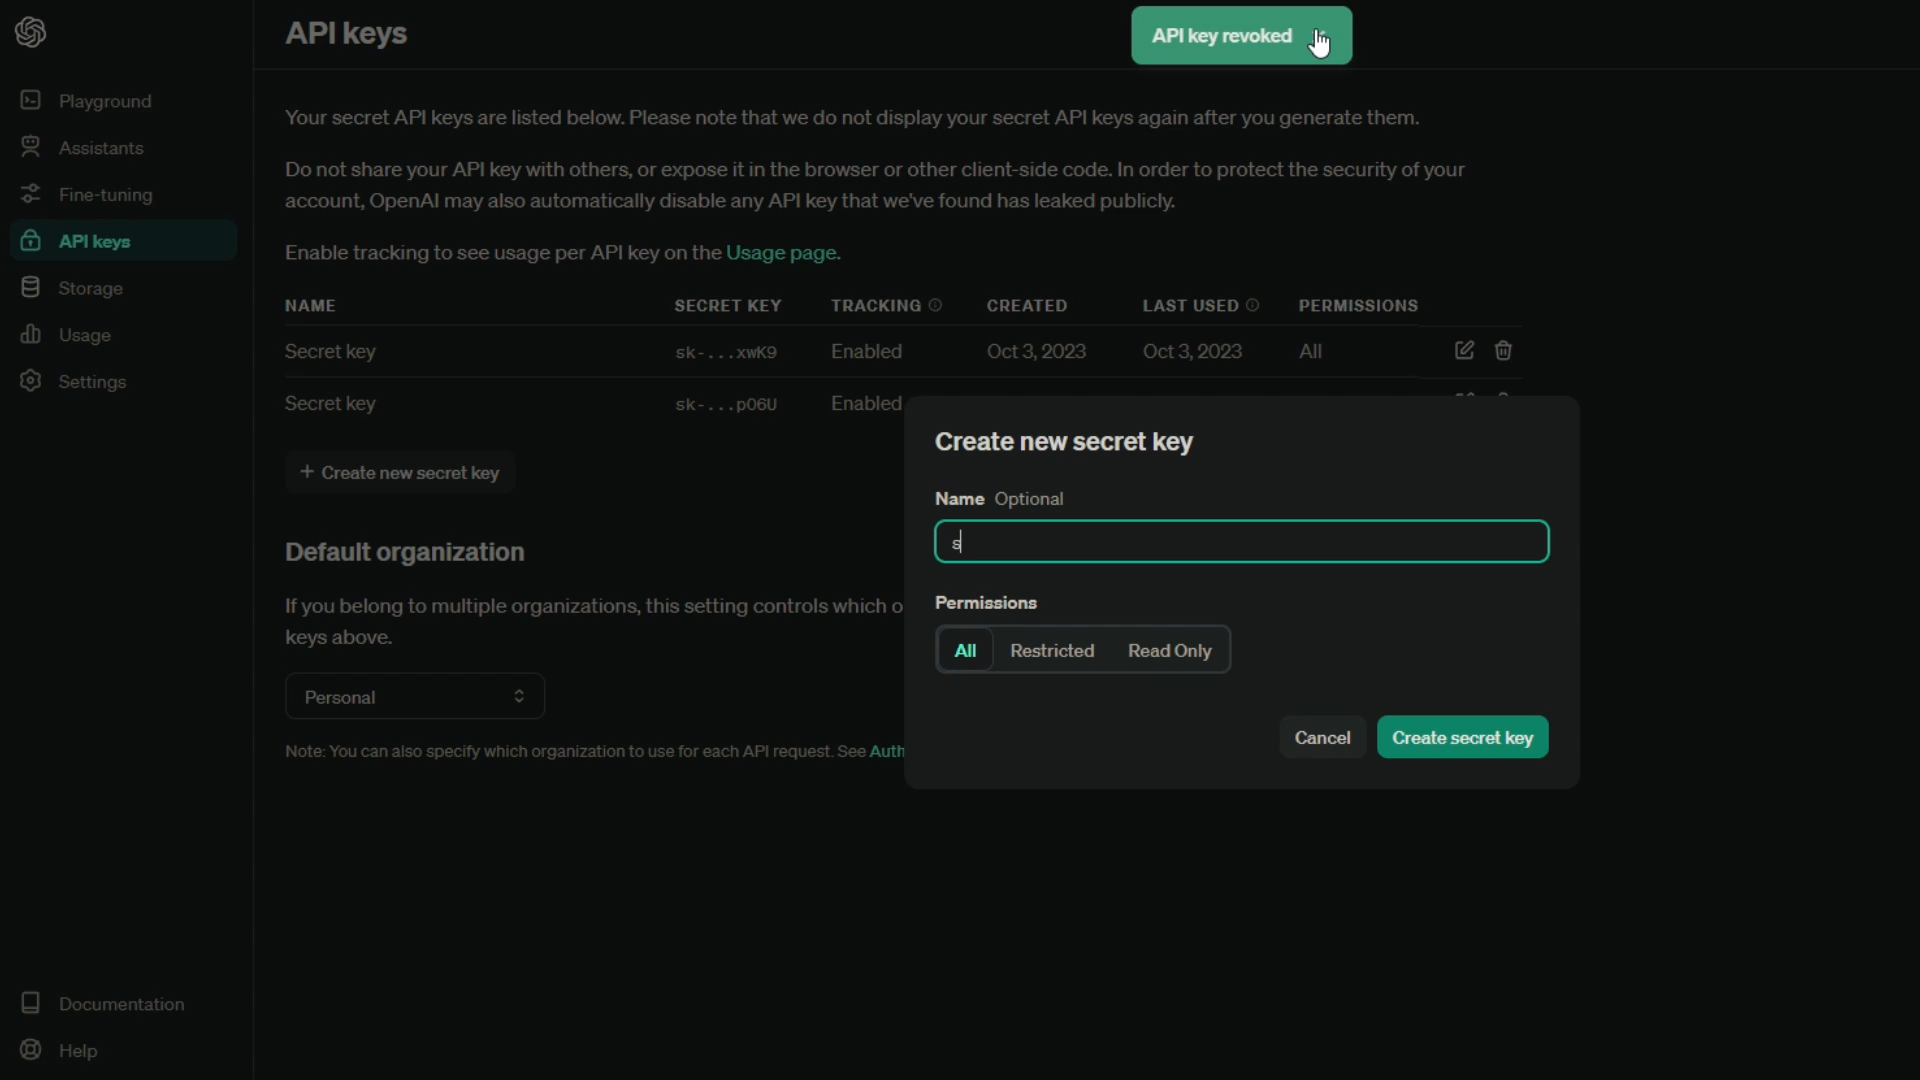 API keys
API key revoked
Playground
Assistants
Fine-tuning
API keys
Storage
Usage
Settings
Documentation
Help
Your secret API keys are listed below. Please note that we do not display your secret API keys again after you generate them.
Do not share your API key with others, or expose it in the browser or other client-side code. In order to protect the security of your
account, OpenAI may also automatically disable any API key that we've found has leaked publicly.
Enable tracking to see usage per API key on the Usage page.
NAME SECRET KEY TRACKING CREATED LAST USED PERMISSIONS
Secret key sk-...xwK9 Enabled Oct 3, 2023 Oct 3, 2023 All
Secret key sk-...p06U Enabled
+ Create new secret key
Default organization
If you belong to multiple organizations, this setting controls which o
keys above.
Personal
Note: You can also specify which organization to use for each API request. See Auth
Create new secret key
Name Optional
s
Permissions
All Restricted Read Only
Cancel Create secret key